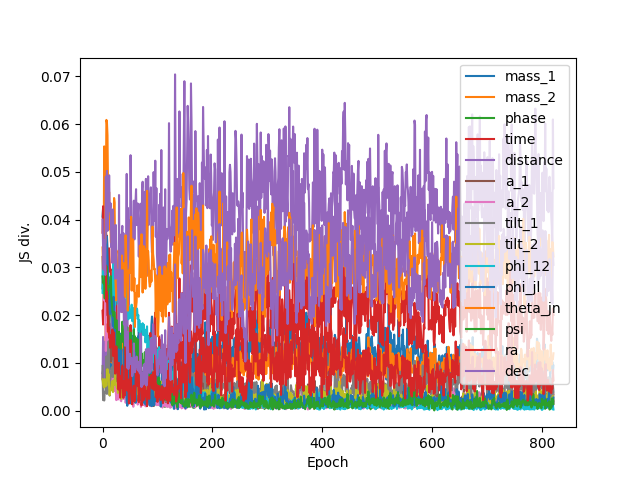 0.07
0.06
0.05
0.04
0.03
0.02
0.01
0.00
JS div.
0
200
400
600
800
Epoch
mass_1
mass_2
phase
time
distance
a_1
a_2
tilt_1
tilt_2
phi_12
phi_jl
theta_jn
psi
ra
dec